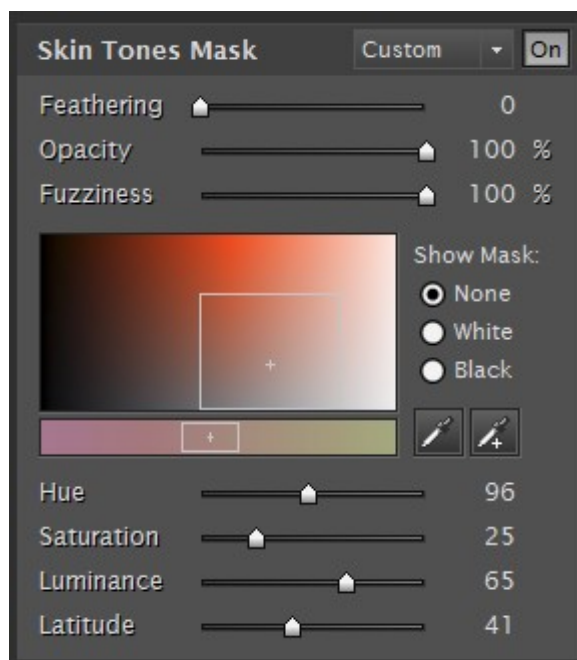 Skin Tones Mask Custom On
Feathering 0
Opacity 100 %
Fuzziness 100 %
Show Mask:
None
White
Black
Hue 96
Saturation 25
Luminance 65
Latitude 41